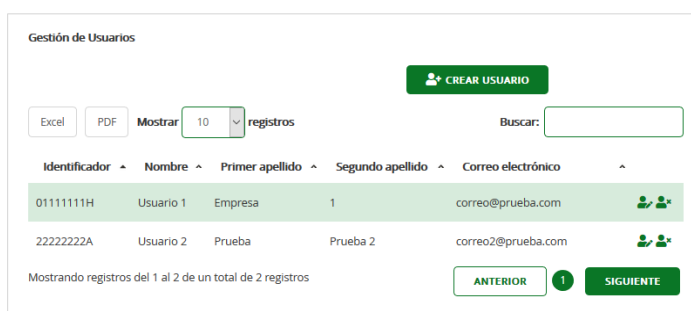 Gestión de Usuarios
CREAR USUARIO
Excel PDF Mostrar 10 registros Buscar:
Identificador Nombre Primer apellido Segundo apellido Correo electrónico
01111111H Usuario 1 Empresa 1 correo@prueba.com
22222222A Usuario 2 Prueba Prueba 2 correo2@prueba.com
Mostrando registros del 1 al 2 de un total de 2 registros ANTERIOR 1 SIGUIENTE